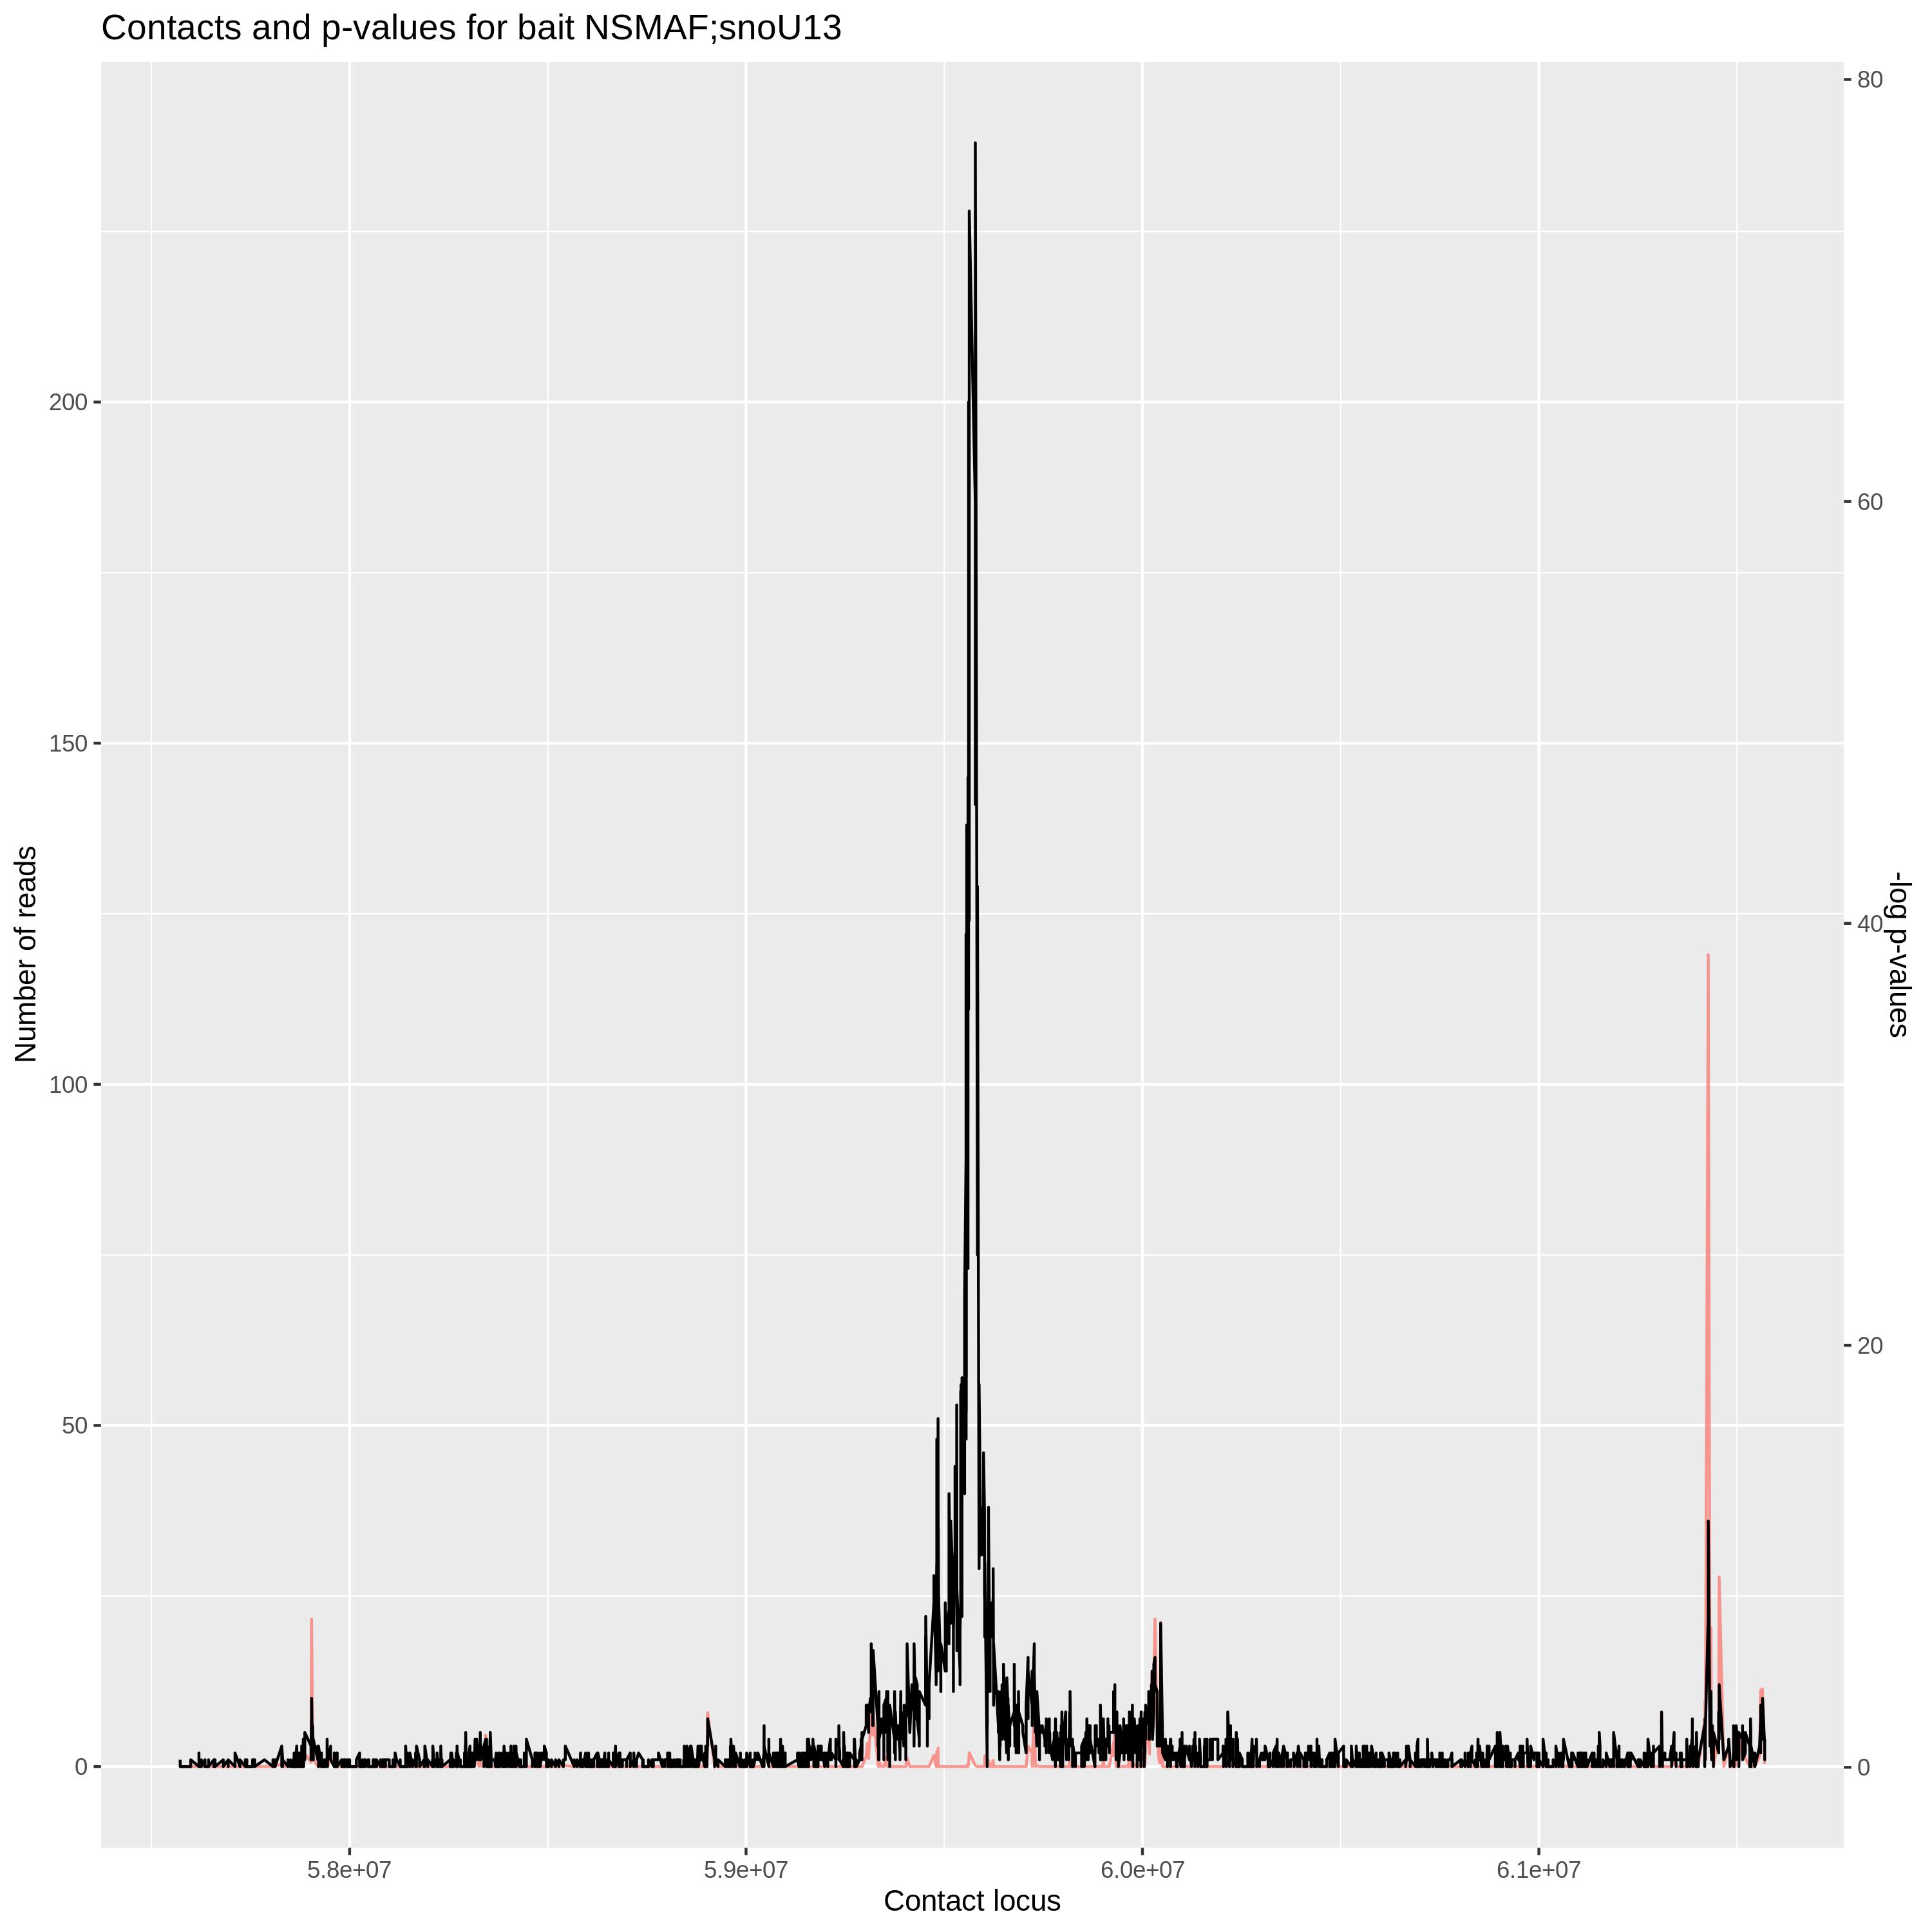 Contacts and p-values for bait NSMAF;snoU13
Number of reads
200
150
100
50
0
80
60
40
20
0
-log p-values
5.8e+07 5.9e+07 6.0e+07 6.1e+07
Contact locus